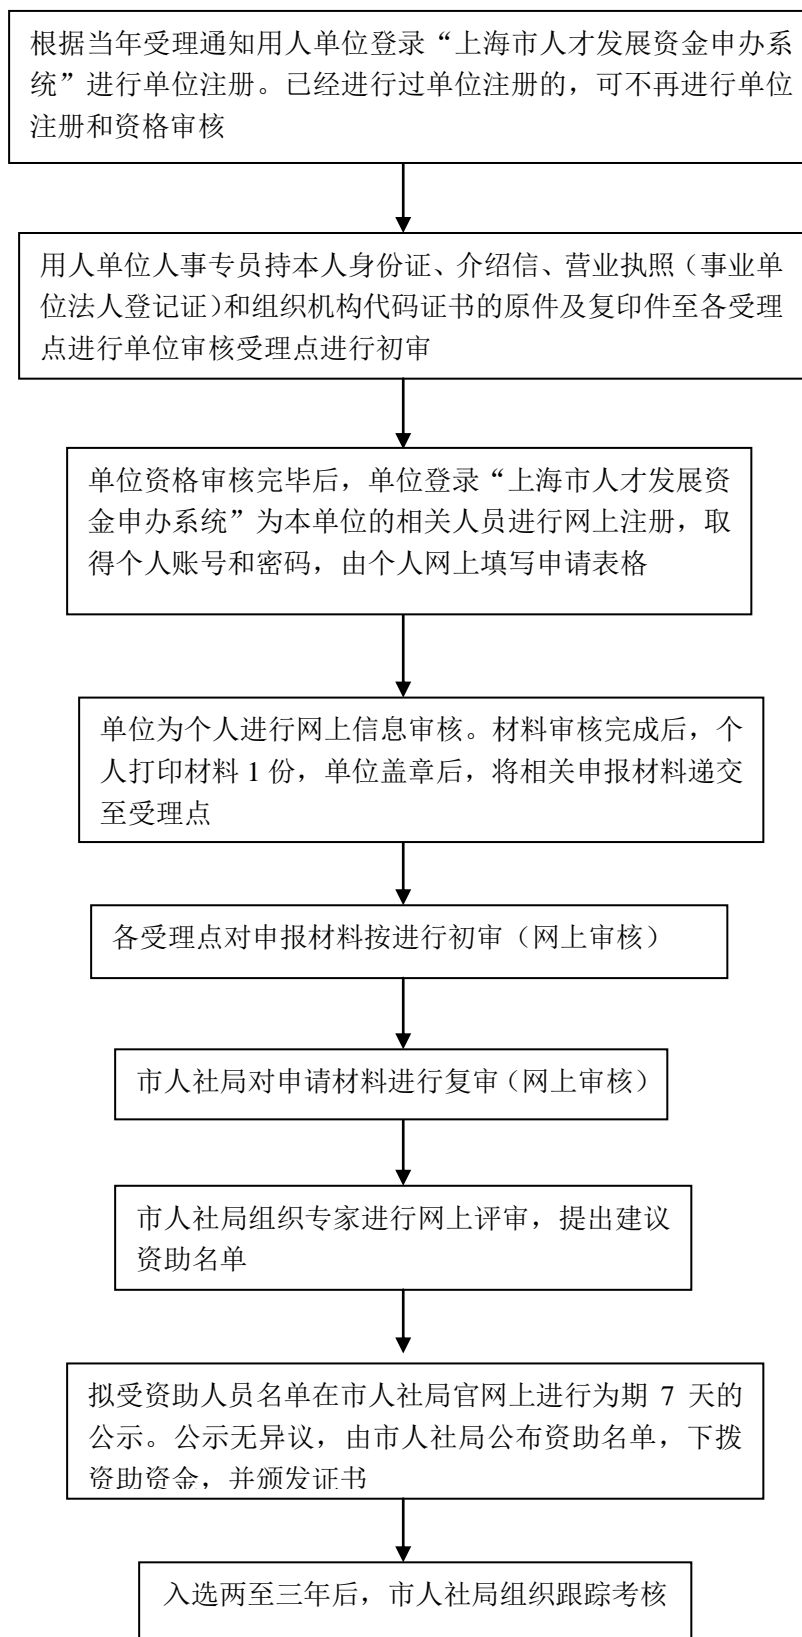 根据当年受理通知用人单位登录“上海市人才发展资金申办系
统”进行单位注册。已经进行过单位注册的，可不再进行单位
注册和资格审核
用人单位人事专员持本人身份证、介绍信、营业执照（事业单
位法人登记证）和组织机构代码证书的原件及复印件至各受理
点进行单位审核受理点进行初审
单位资格审核完毕后，单位登录“上海市人才发展资
金申办系统”为本单位的相关人员进行网上注册，取
得个人账号和密码，由个人网上填写申请表格
单位为个人进行网上信息审核。材料审核完成后，个
人打印材料 1 份，单位盖章后，将相关申报材料递交
至受理点
各受理点对申报材料按进行初审（网上审核）
市人社局对申请材料进行复审（网上审核）
市人社局组织专家进行网上评审，提出建议
资助名单
拟受资助人员名单在市人社局官网上进行为期 7 天的
公示。公示无异议，由市人社局公布资助名单，下拨
资助资金，并颁发证书
入选两至三年后，市人社局组织跟踪考核